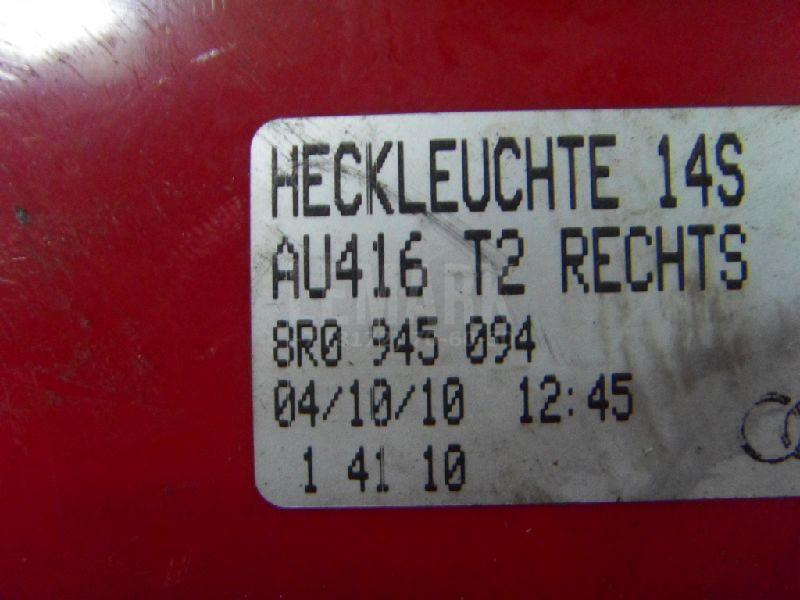 HECKLEUCHTE 14S
AU416 T2 RECHTS
8R0 945 094
04/10/10 12:45
1 41 10